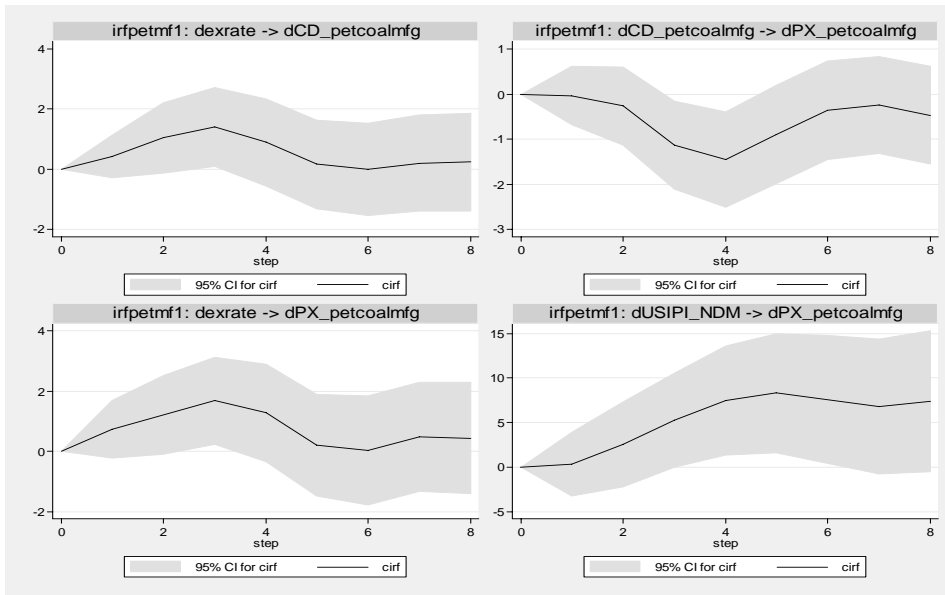 irfpetmf1: dexrate -> dCD_petcoalmfg
4
2
0
-2
0 2 4 6 8
step
95% CI for cirf cirf
irfpetmf1: dCD_petcoalmfg -> dPX_petcoalmfg
1
0
-1
-2
-3
0 2 4 6 8
step
95% CI for cirf cirf
irfpetmf1: dexrate -> dPX_petcoalmfg
4
2
0
-2
0 2 4 6 8
step
95% CI for cirf cirf
irfpetmf1: dUSIPI_NDM -> dPX_petcoalmfg
15
10
5
0
-5
0 2 4 6 8
step
95% CI for cirf cirf